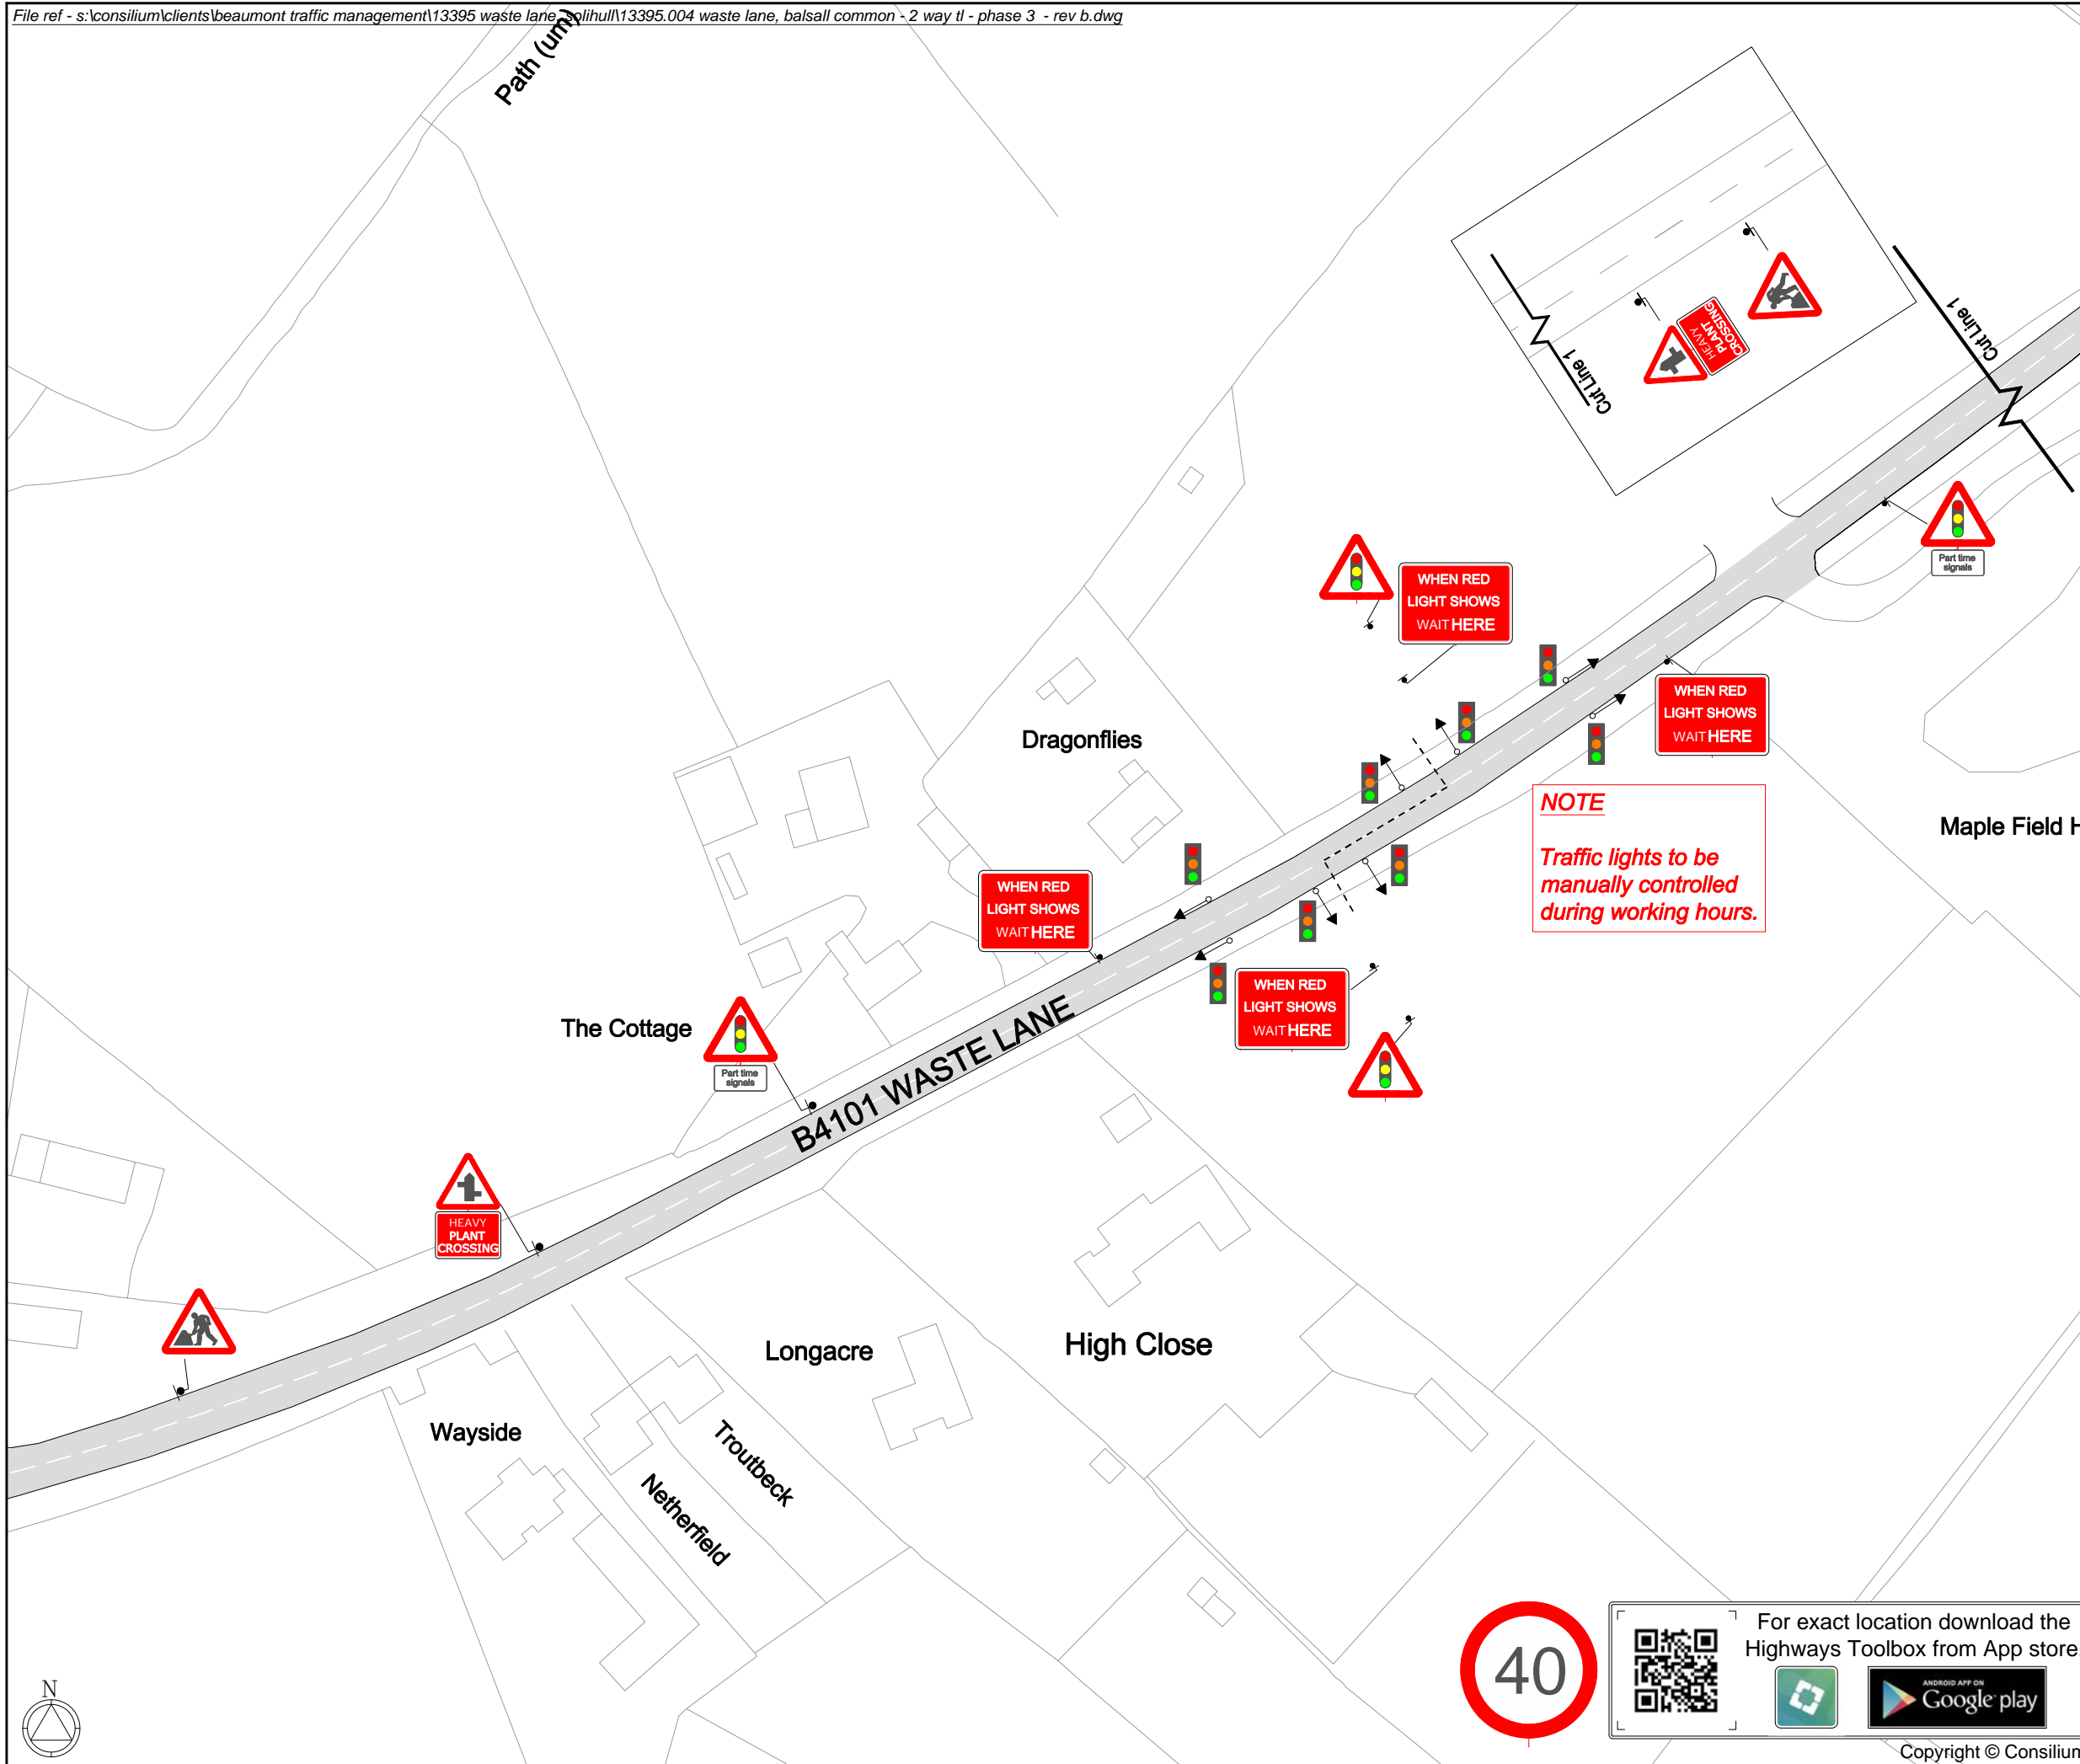 File ref - s:\consilium\clients\beaumont traffic management\13395 waste lane, solihull\13395.004 waste lane, balsall common - 2 way tl - phase 3 - rev b.dwg
Path (um)
Cut Line 1
Cut Line 1
HEAVY
PLANT
CROSSING
Part time
signals
WHEN RED
LIGHT SHOWS
WAIT HERE
WHEN RED
LIGHT SHOWS
WAIT HERE
Dragonflies
NOTE
Traffic lights to be
manually controlled
during working hours.
Maple Field H
WHEN RED
LIGHT SHOWS
WAIT HERE
WHEN RED
LIGHT SHOWS
WAIT HERE
The Cottage
Part time
signals
B4101 WASTE LANE
HEAVY
PLANT
CROSSING
Longacre
High Close
Wayside
Troutbeck
Netherfield
N
40
For exact location download the
Highways Toolbox from App store.
ANDROID APP ON
Google play
Copyright © Consilium